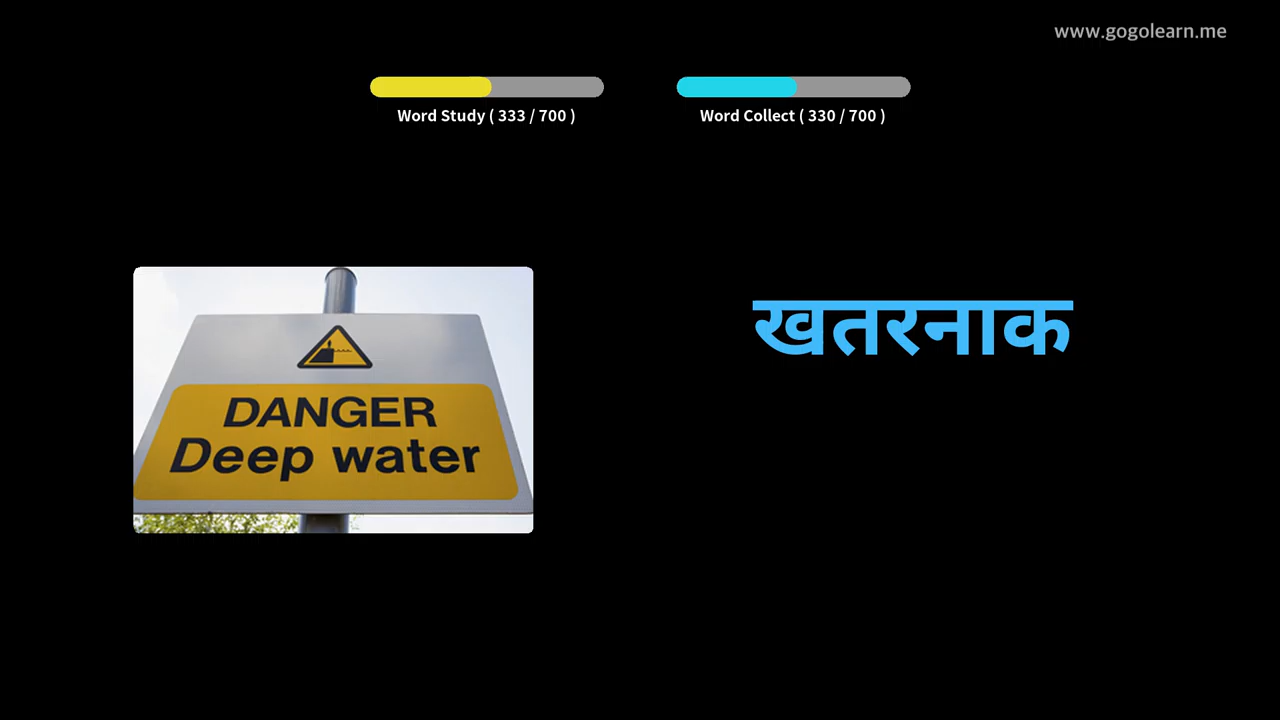 www.gogolearn.me
Word Study ( 333 / 700 )
Word Collect ( 330 / 700 )
खतरनाक
DANGER
Deep water